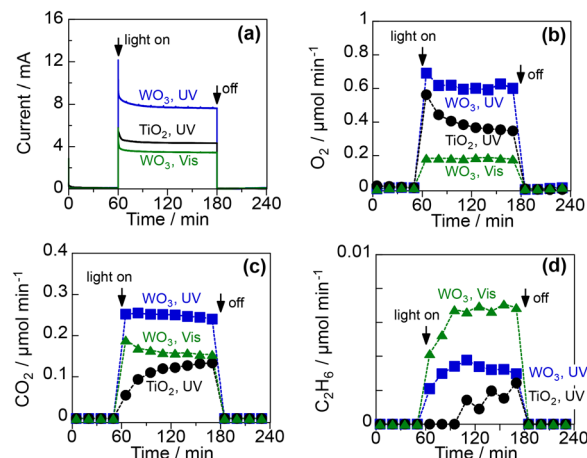 (a)
light on
off
WO3, UV
TiO2, UV
WO3, Vis
Current / mA
16
12
8
4
0
0 60 120 180 240
Time / min
(b)
light on
off
WO3, UV
TiO2, UV
WO3, Vis
O2 / μmol min−1
1
0.8
0.6
0.4
0.2
0
0 60 120 180 240
Time / min
(c)
light on
off
WO3, UV
WO3, Vis
TiO2, UV
CO2 / μmol min−1
0.4
0.3
0.2
0.1
0
0 60 120 180 240
Time / min
(d)
WO3, Vis
off
light on
WO3, UV
TiO2, UV
C2H6 / μmol min−1
0.01
0
0 60 120 180 240
Time / min